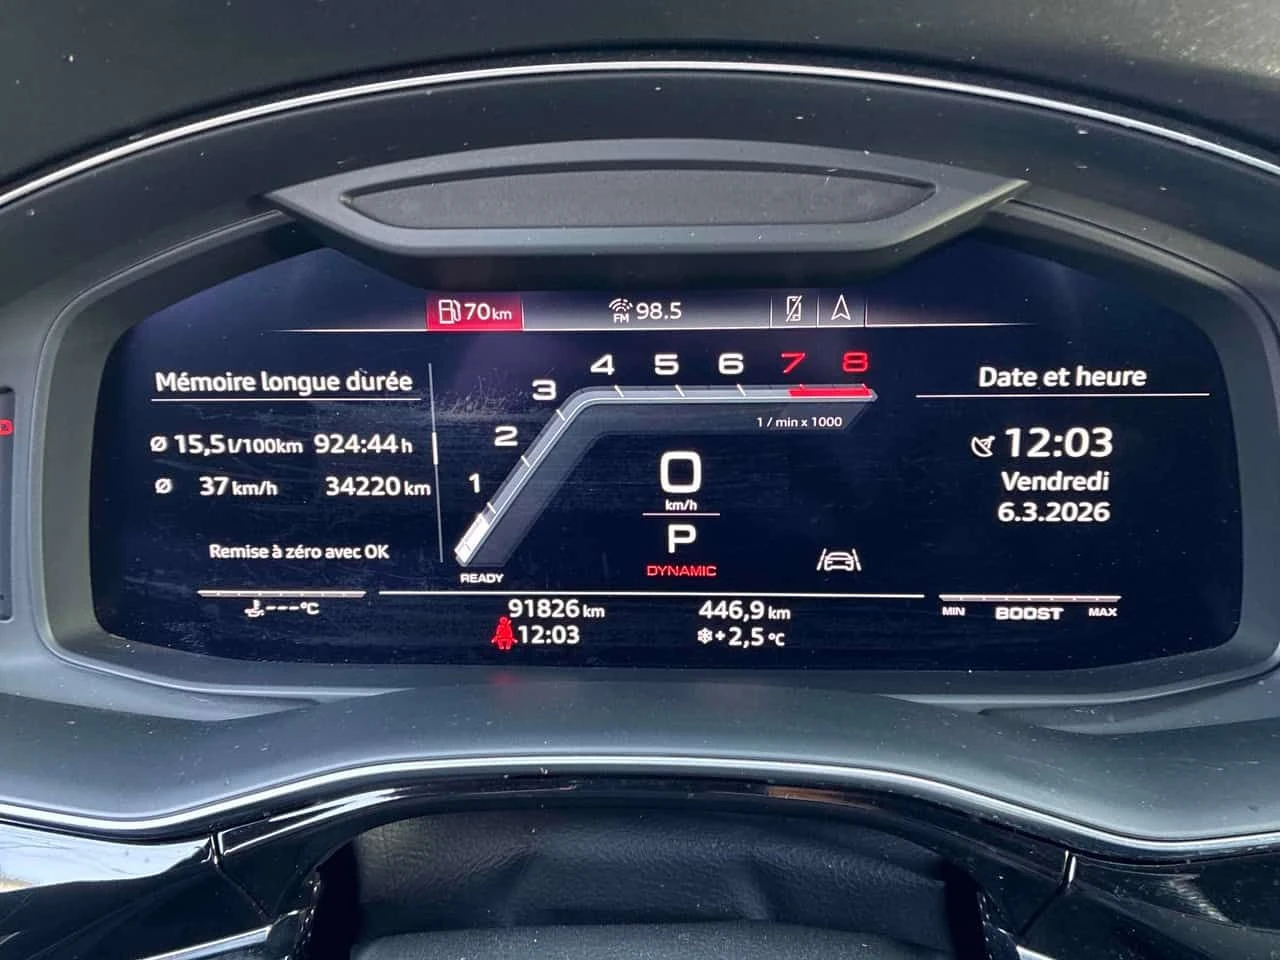 70 km
FM 98.5
Mémoire longue durée
Ø 15,5 l/100km 924:44 h
Ø 37 km/h 34220 km
Remise à zéro avec OK
---°C
1 2 3 4 5 6 7 8
1 / min x 1000
0
km/h
P
DYNAMIC
READY
91826 km 446,9 km
12:03 +2,5 °C
Date et heure
12:03
Vendredi
6.3.2026
MIN BOOST MAX